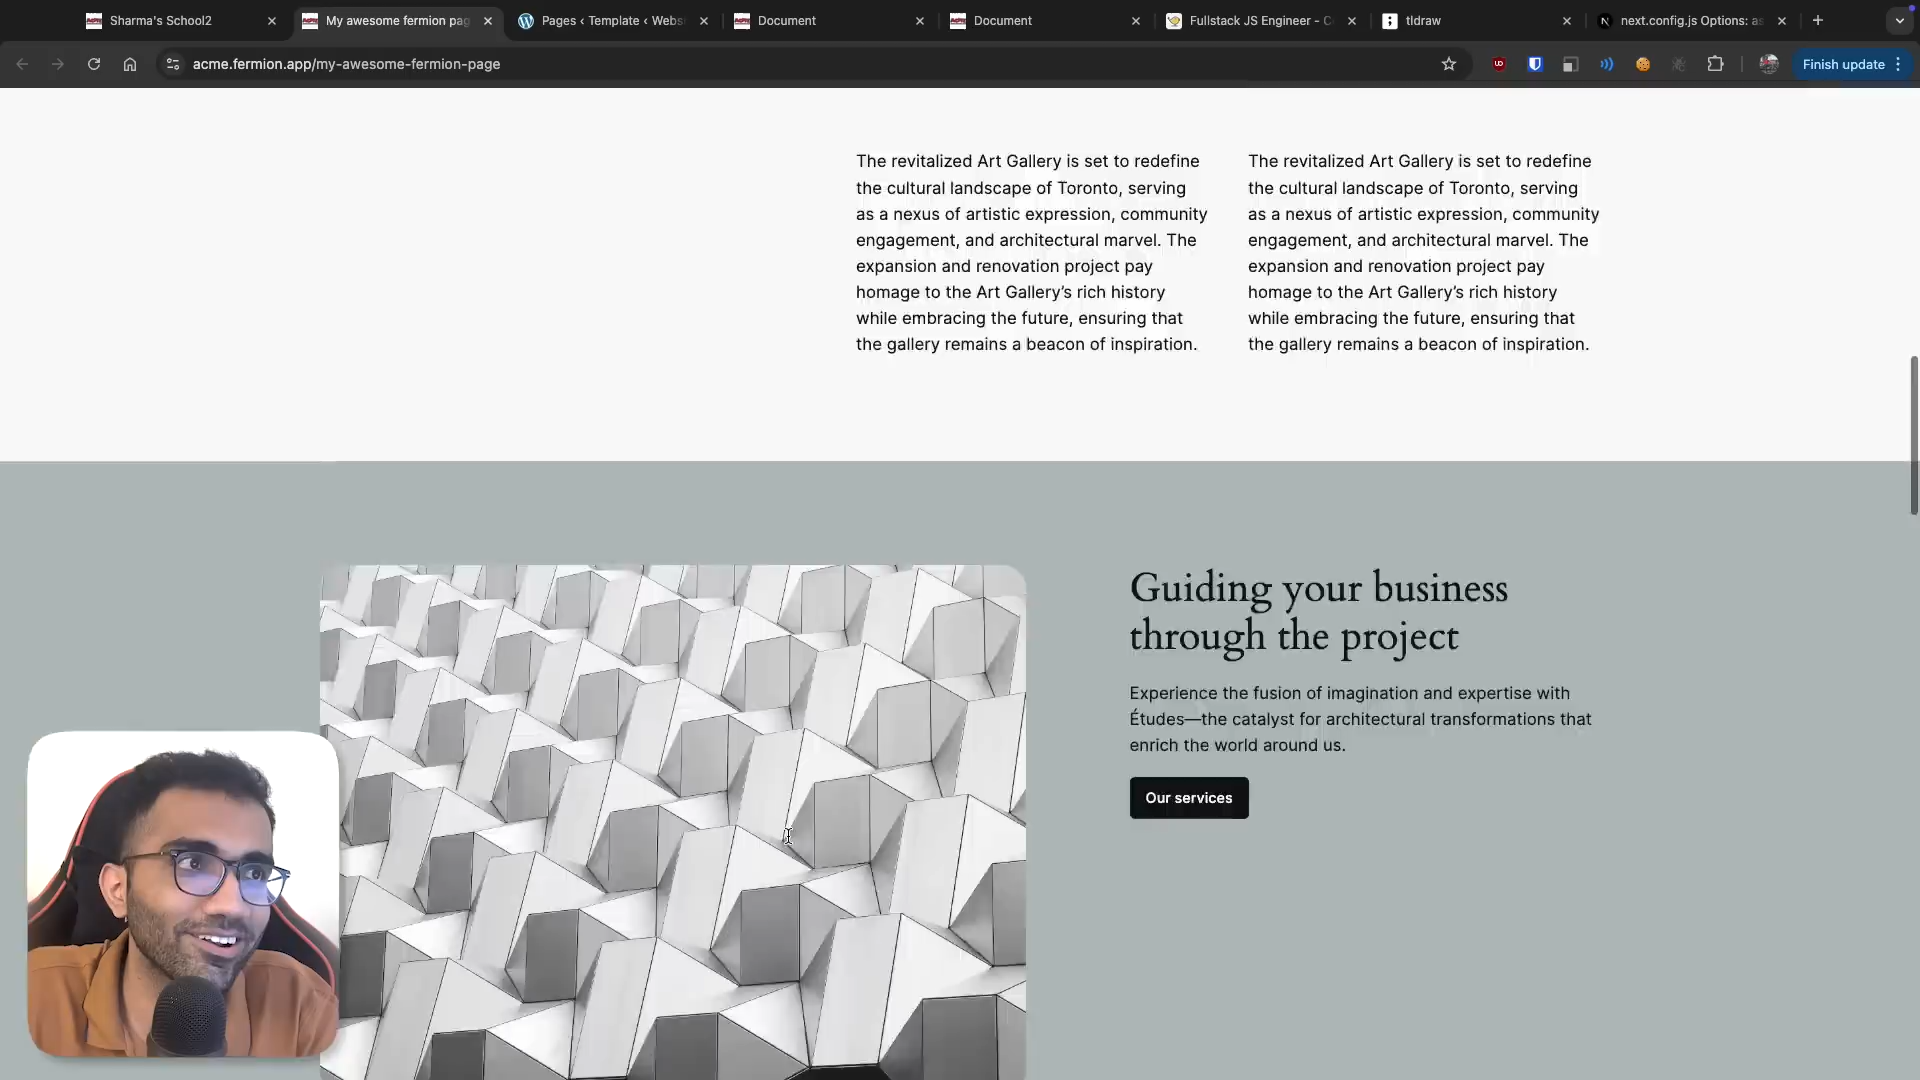 Sharma's School2
My awesome fermion pag
Pages ‹ Template ‹ Webs
Document
Document
Fullstack JS Engineer - C
tldraw
next.config.js Options: as
acme.fermion.app/my-awesome-fermion-page
Finish update
The revitalized Art Gallery is set to redefine
the cultural landscape of Toronto, serving
as a nexus of artistic expression, community
engagement, and architectural marvel. The
expansion and renovation project pay
homage to the Art Gallery’s rich history
while embracing the future, ensuring that
the gallery remains a beacon of inspiration.
The revitalized Art Gallery is set to redefine
the cultural landscape of Toronto, serving
as a nexus of artistic expression, community
engagement, and architectural marvel. The
expansion and renovation project pay
homage to the Art Gallery’s rich history
while embracing the future, ensuring that
the gallery remains a beacon of inspiration.
Guiding your business
through the project
Experience the fusion of imagination and expertise with
Études—the catalyst for architectural transformations that
enrich the world around us.
Our services